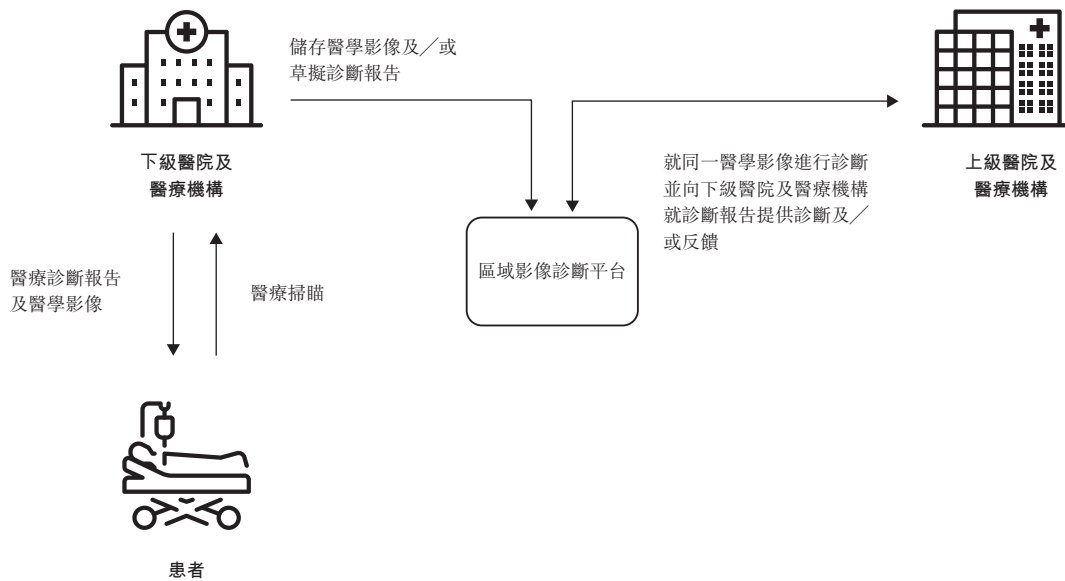 儲存醫學影像及／或
草擬診斷報告
下級醫院及
醫療機構
就同一醫學影像進行診斷
並向下級醫院及醫療機構
就診斷報告提供診斷及／
或反饋
上級醫院及
醫療機構
區域影像診斷平台
醫療診斷報告
及醫學影像
醫療掃瞄
患者